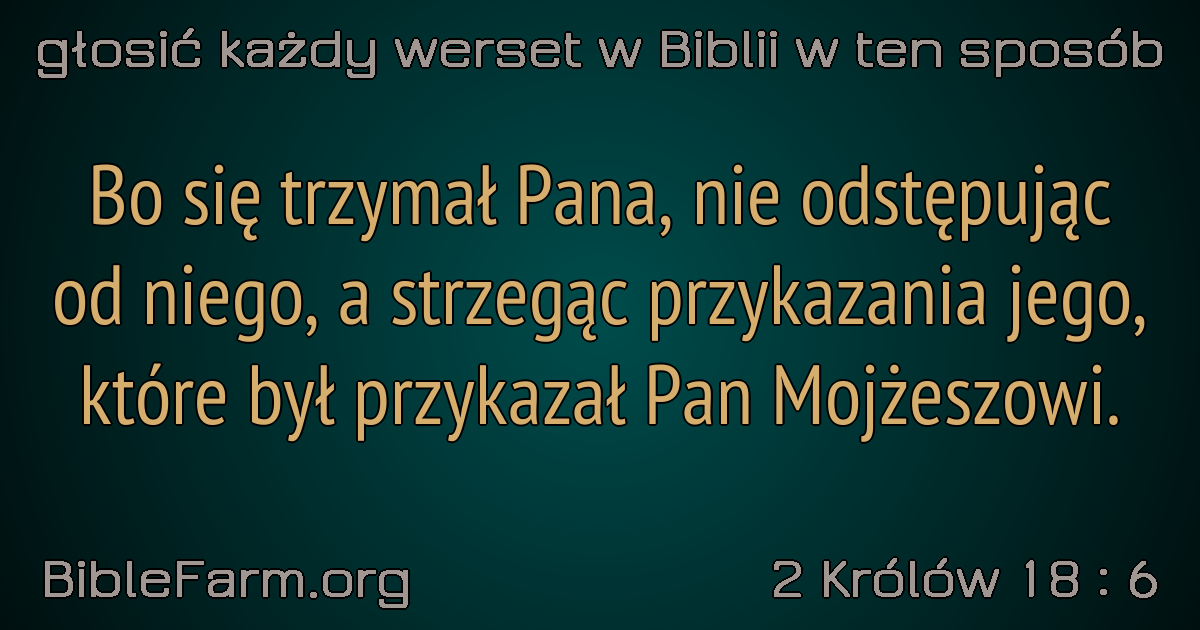 głosić każdy werset w Biblii w ten sposób
Bo się trzymał Pana, nie odstępując
od niego, a strzegąc przykazania jego,
które był przykazał Pan Mojżeszowi.
BibleFarm.org
2 Królów 18 : 6